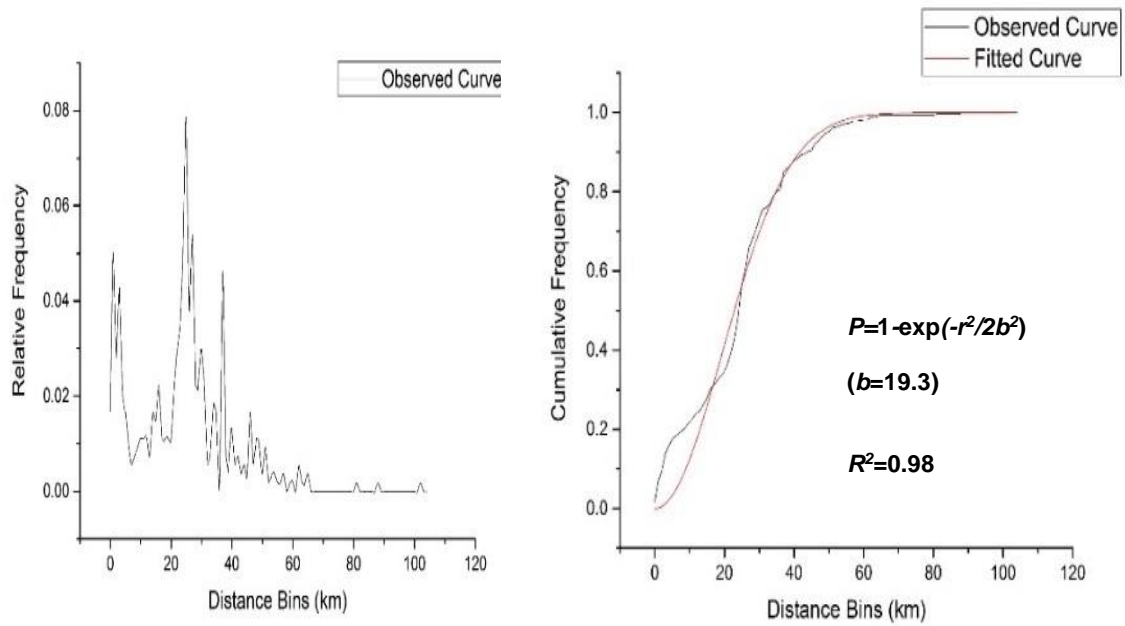 Observed Curve
0.08
0.06
0.04
0.02
0.00
Relative Frequency
0 20 40 60 80 100 120
Distance Bins (km)
Observed Curve
Fitted Curve
1.0
0.8
0.6
0.4
0.2
0.0
Cumulative Frequency
P=1-exp(-r²/2b²)
(b=19.3)
R²=0.98
0 20 40 60 80 100 120
Distance Bins (km)